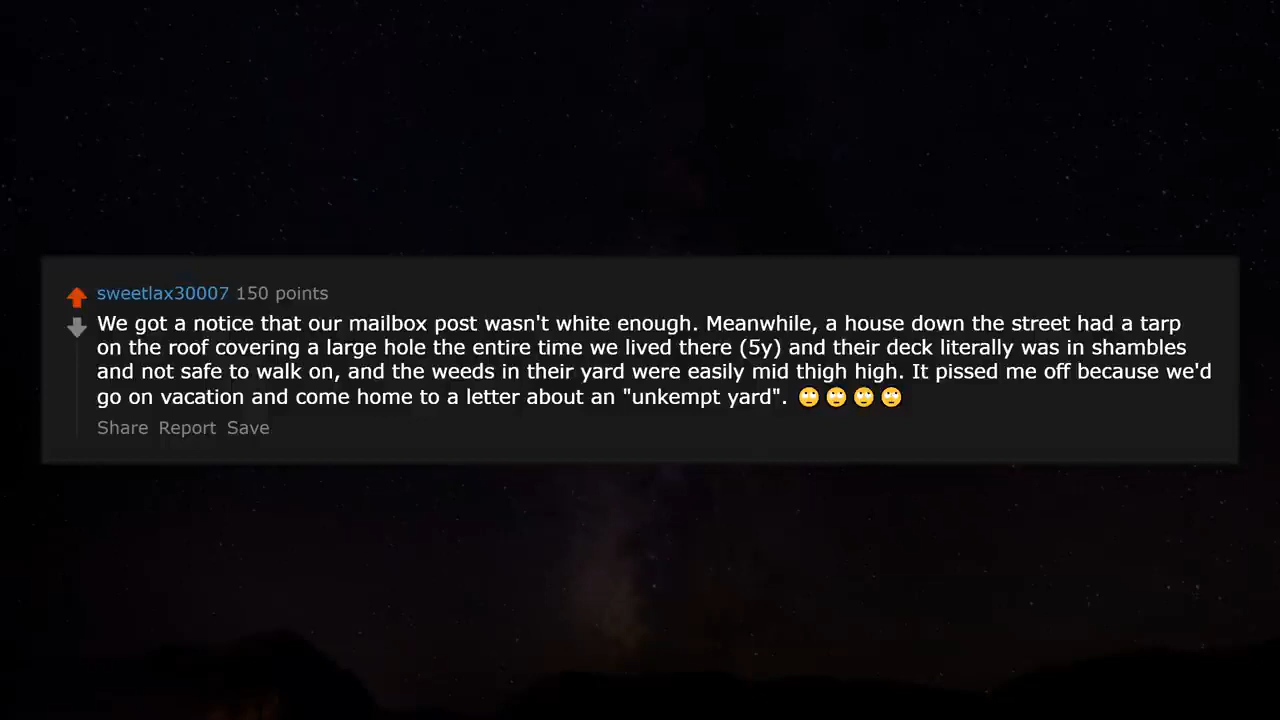 sweetlax30007 150 points
We got a notice that our mailbox post wasn't white enough. Meanwhile, a house down the street had a tarp
on the roof covering a large hole the entire time we lived there (5y) and their deck literally was in shambles
and not safe to walk on, and the weeds in their yard were easily mid thigh high. It pissed me off because we'd
go on vacation and come home to a letter about an "unkempt yard". 🙄🙄🙄🙄
Share Report Save